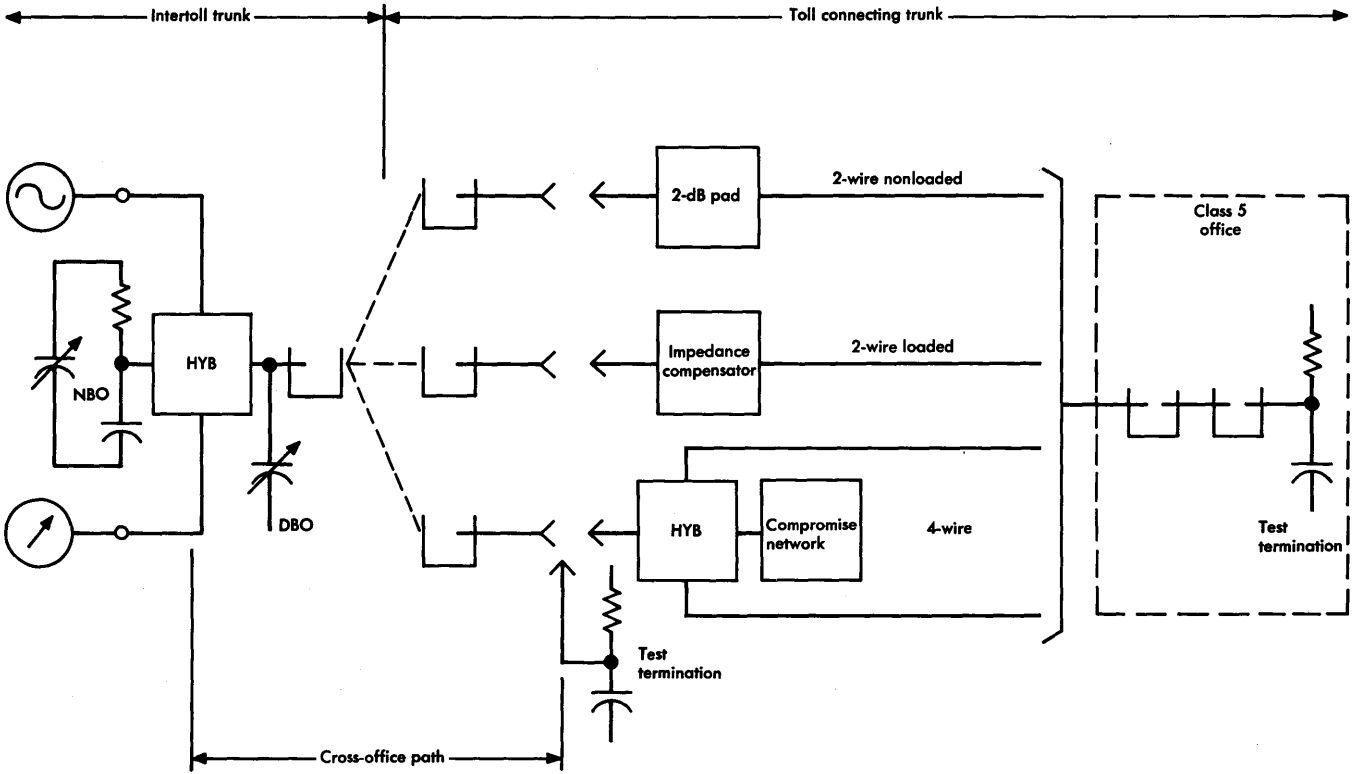 Intertoll trunk
Toll connecting trunk
2-dB pad
2-wire nonloaded
Class 5
office
NBO
HYB
Impedance
compensator
2-wire loaded
DBO
HYB
Compromise
network
4-wire
Test
termination
Test
termination
Cross-office path